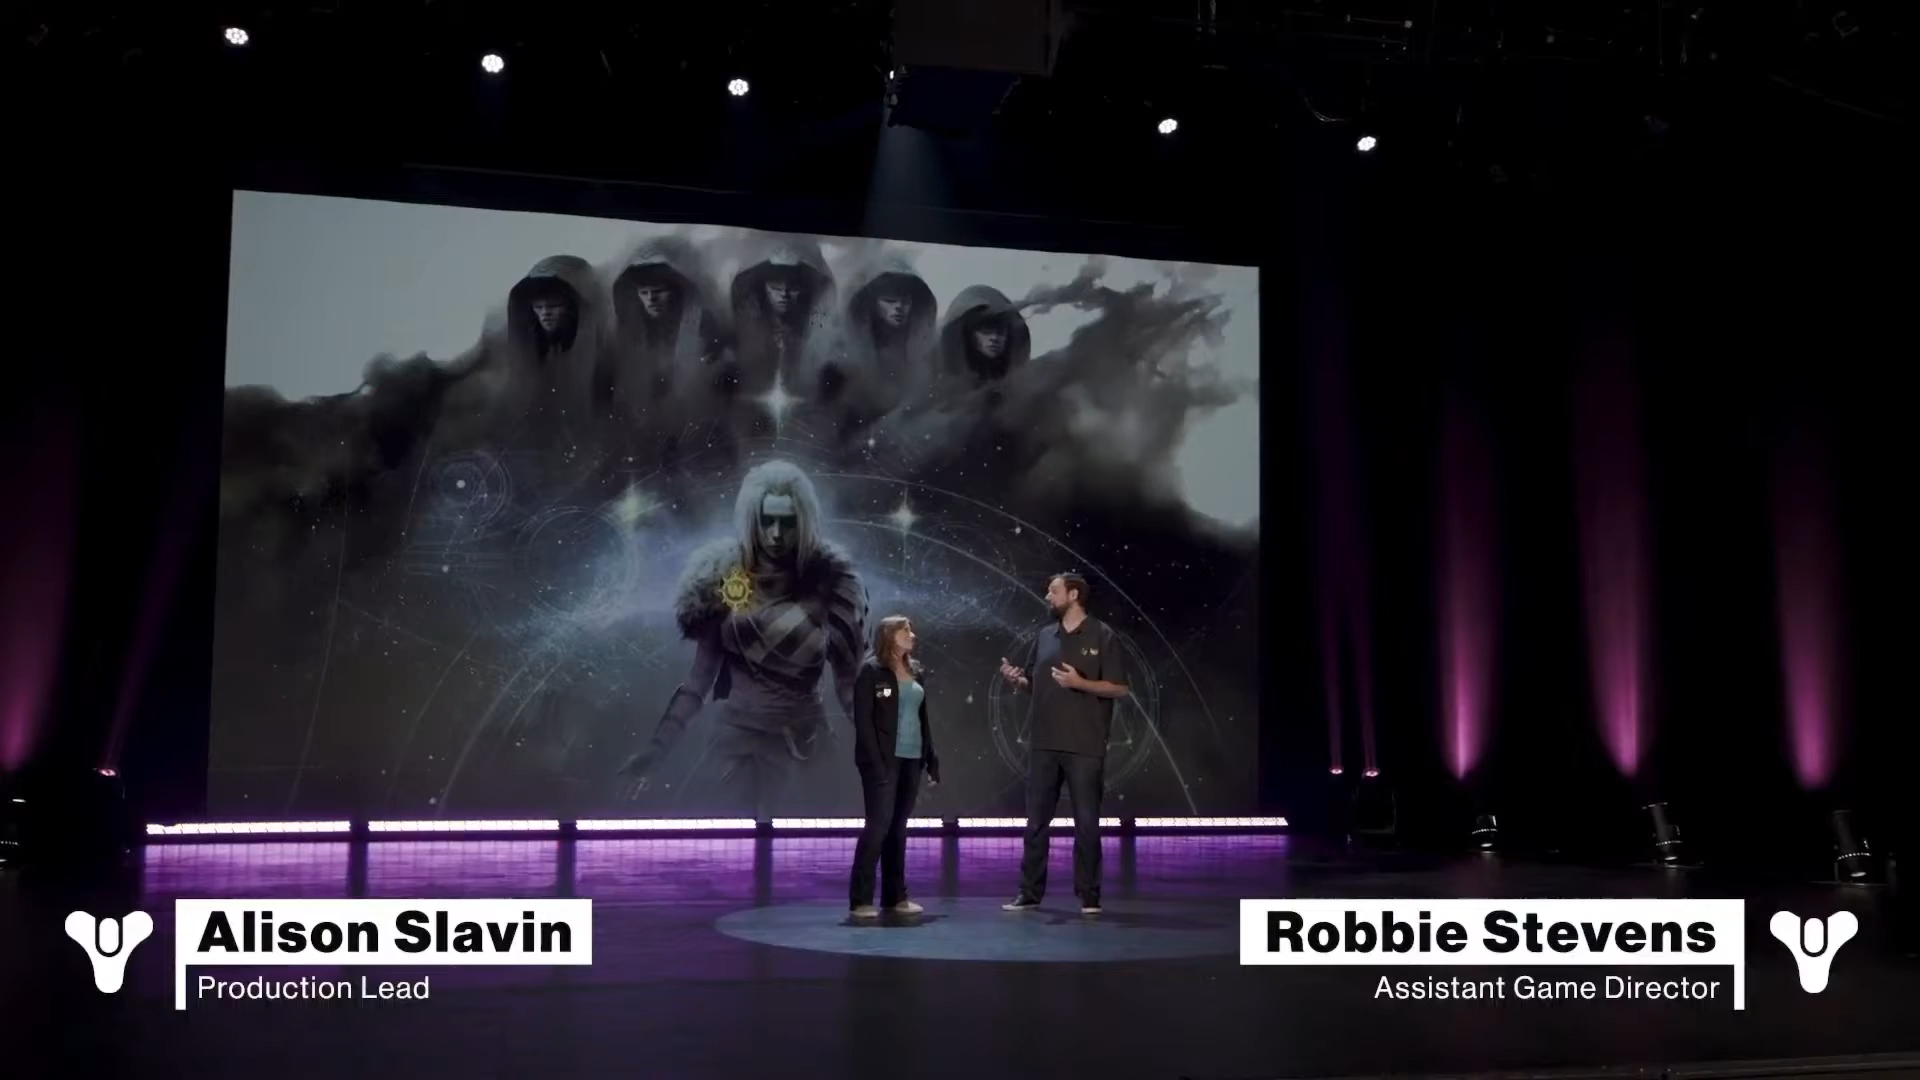 Alison Slavin
Production Lead
Robbie Stevens
Assistant Game Director